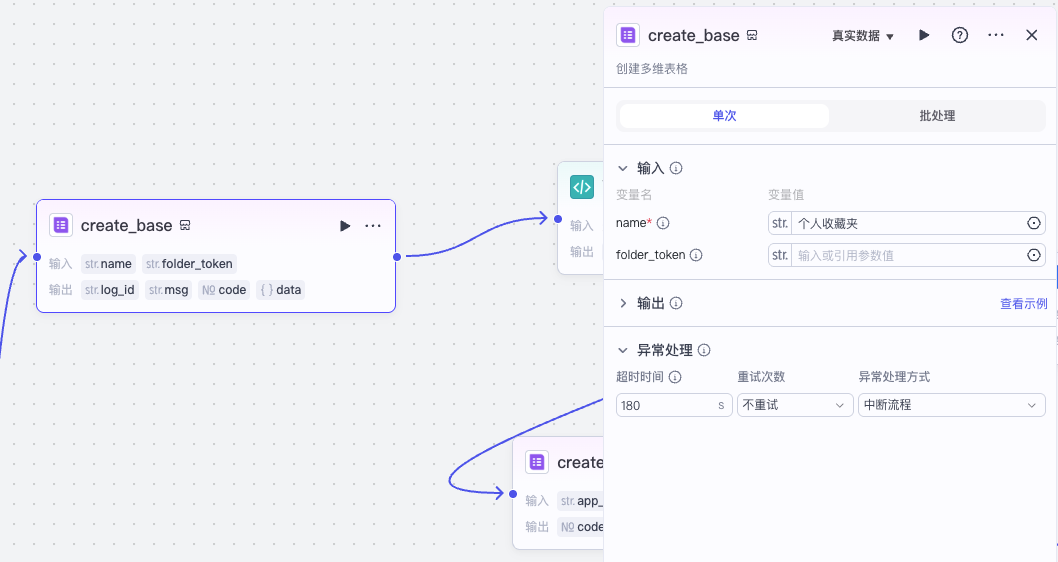 create_base
输入 str. name str. folder_token
输出 str. log_id str. msg № code { } data
</>
输入
输出
create
输入 str. app_
输出 № code
create_base 真实数据
创建多维表格
单次 批处理
输入
变量名 变量值
name* str. 个人收藏夹
folder_token str. 输入或引用参数值
输出 查看示例
异常处理
超时时间 重试次数 异常处理方式
180 s 不重试 中断流程